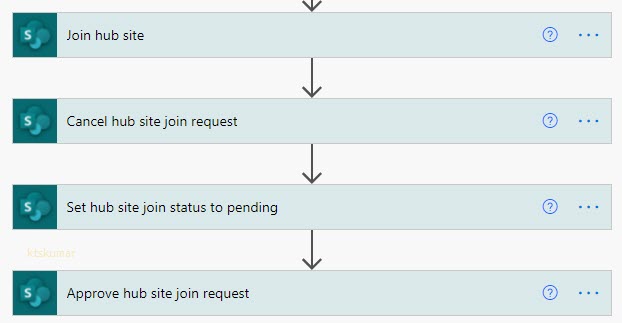 Join hub site
Cancel hub site join request
Set hub site join status to pending
ktskumar
Approve hub site join request